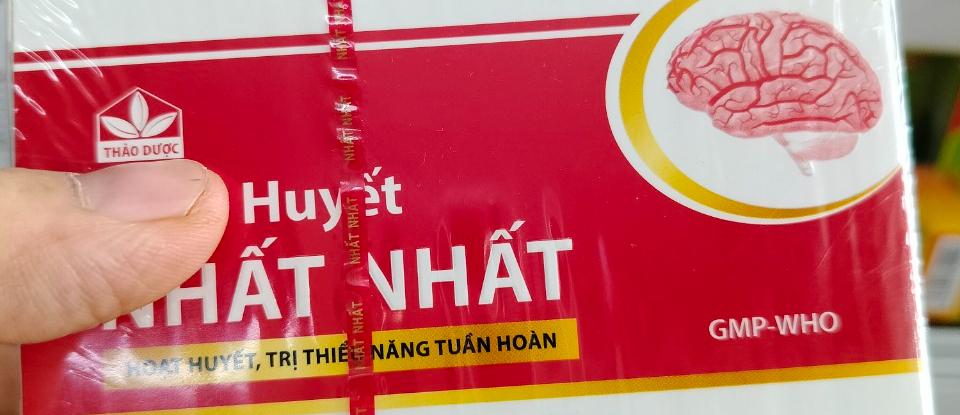 THẢO DƯỢC
Huyết
NHẤT NHẤT
HOẠT HUYẾT, TRỊ THIỂU NĂNG TUẦN HOÀN
GMP-WHO
NHẤT NHẤT
NHẤT NHẤT
NHẤT NHẤT
NHẤT NHẤT